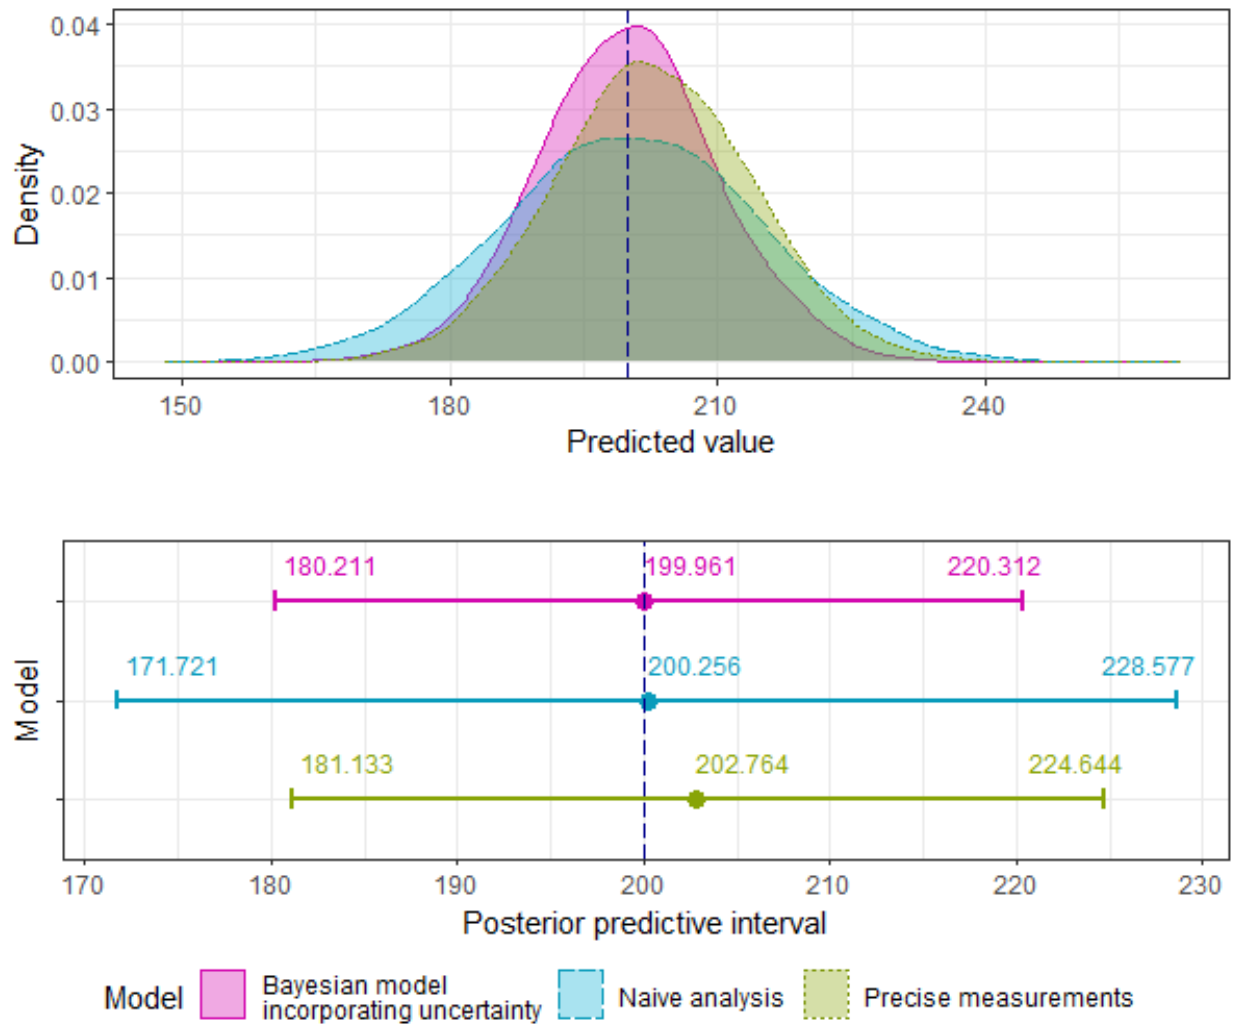 0.04
0.03
0.02
0.01
0.00
Density
150 180 210 240
Predicted value
180.211 199.961 220.312
171.721 200.256 228.577
181.133 202.764 224.644
Model
170 180 190 200 210 220 230
Posterior predictive interval
Model
Bayesian model
incorporating uncertainty
Naive analysis
Precise measurements